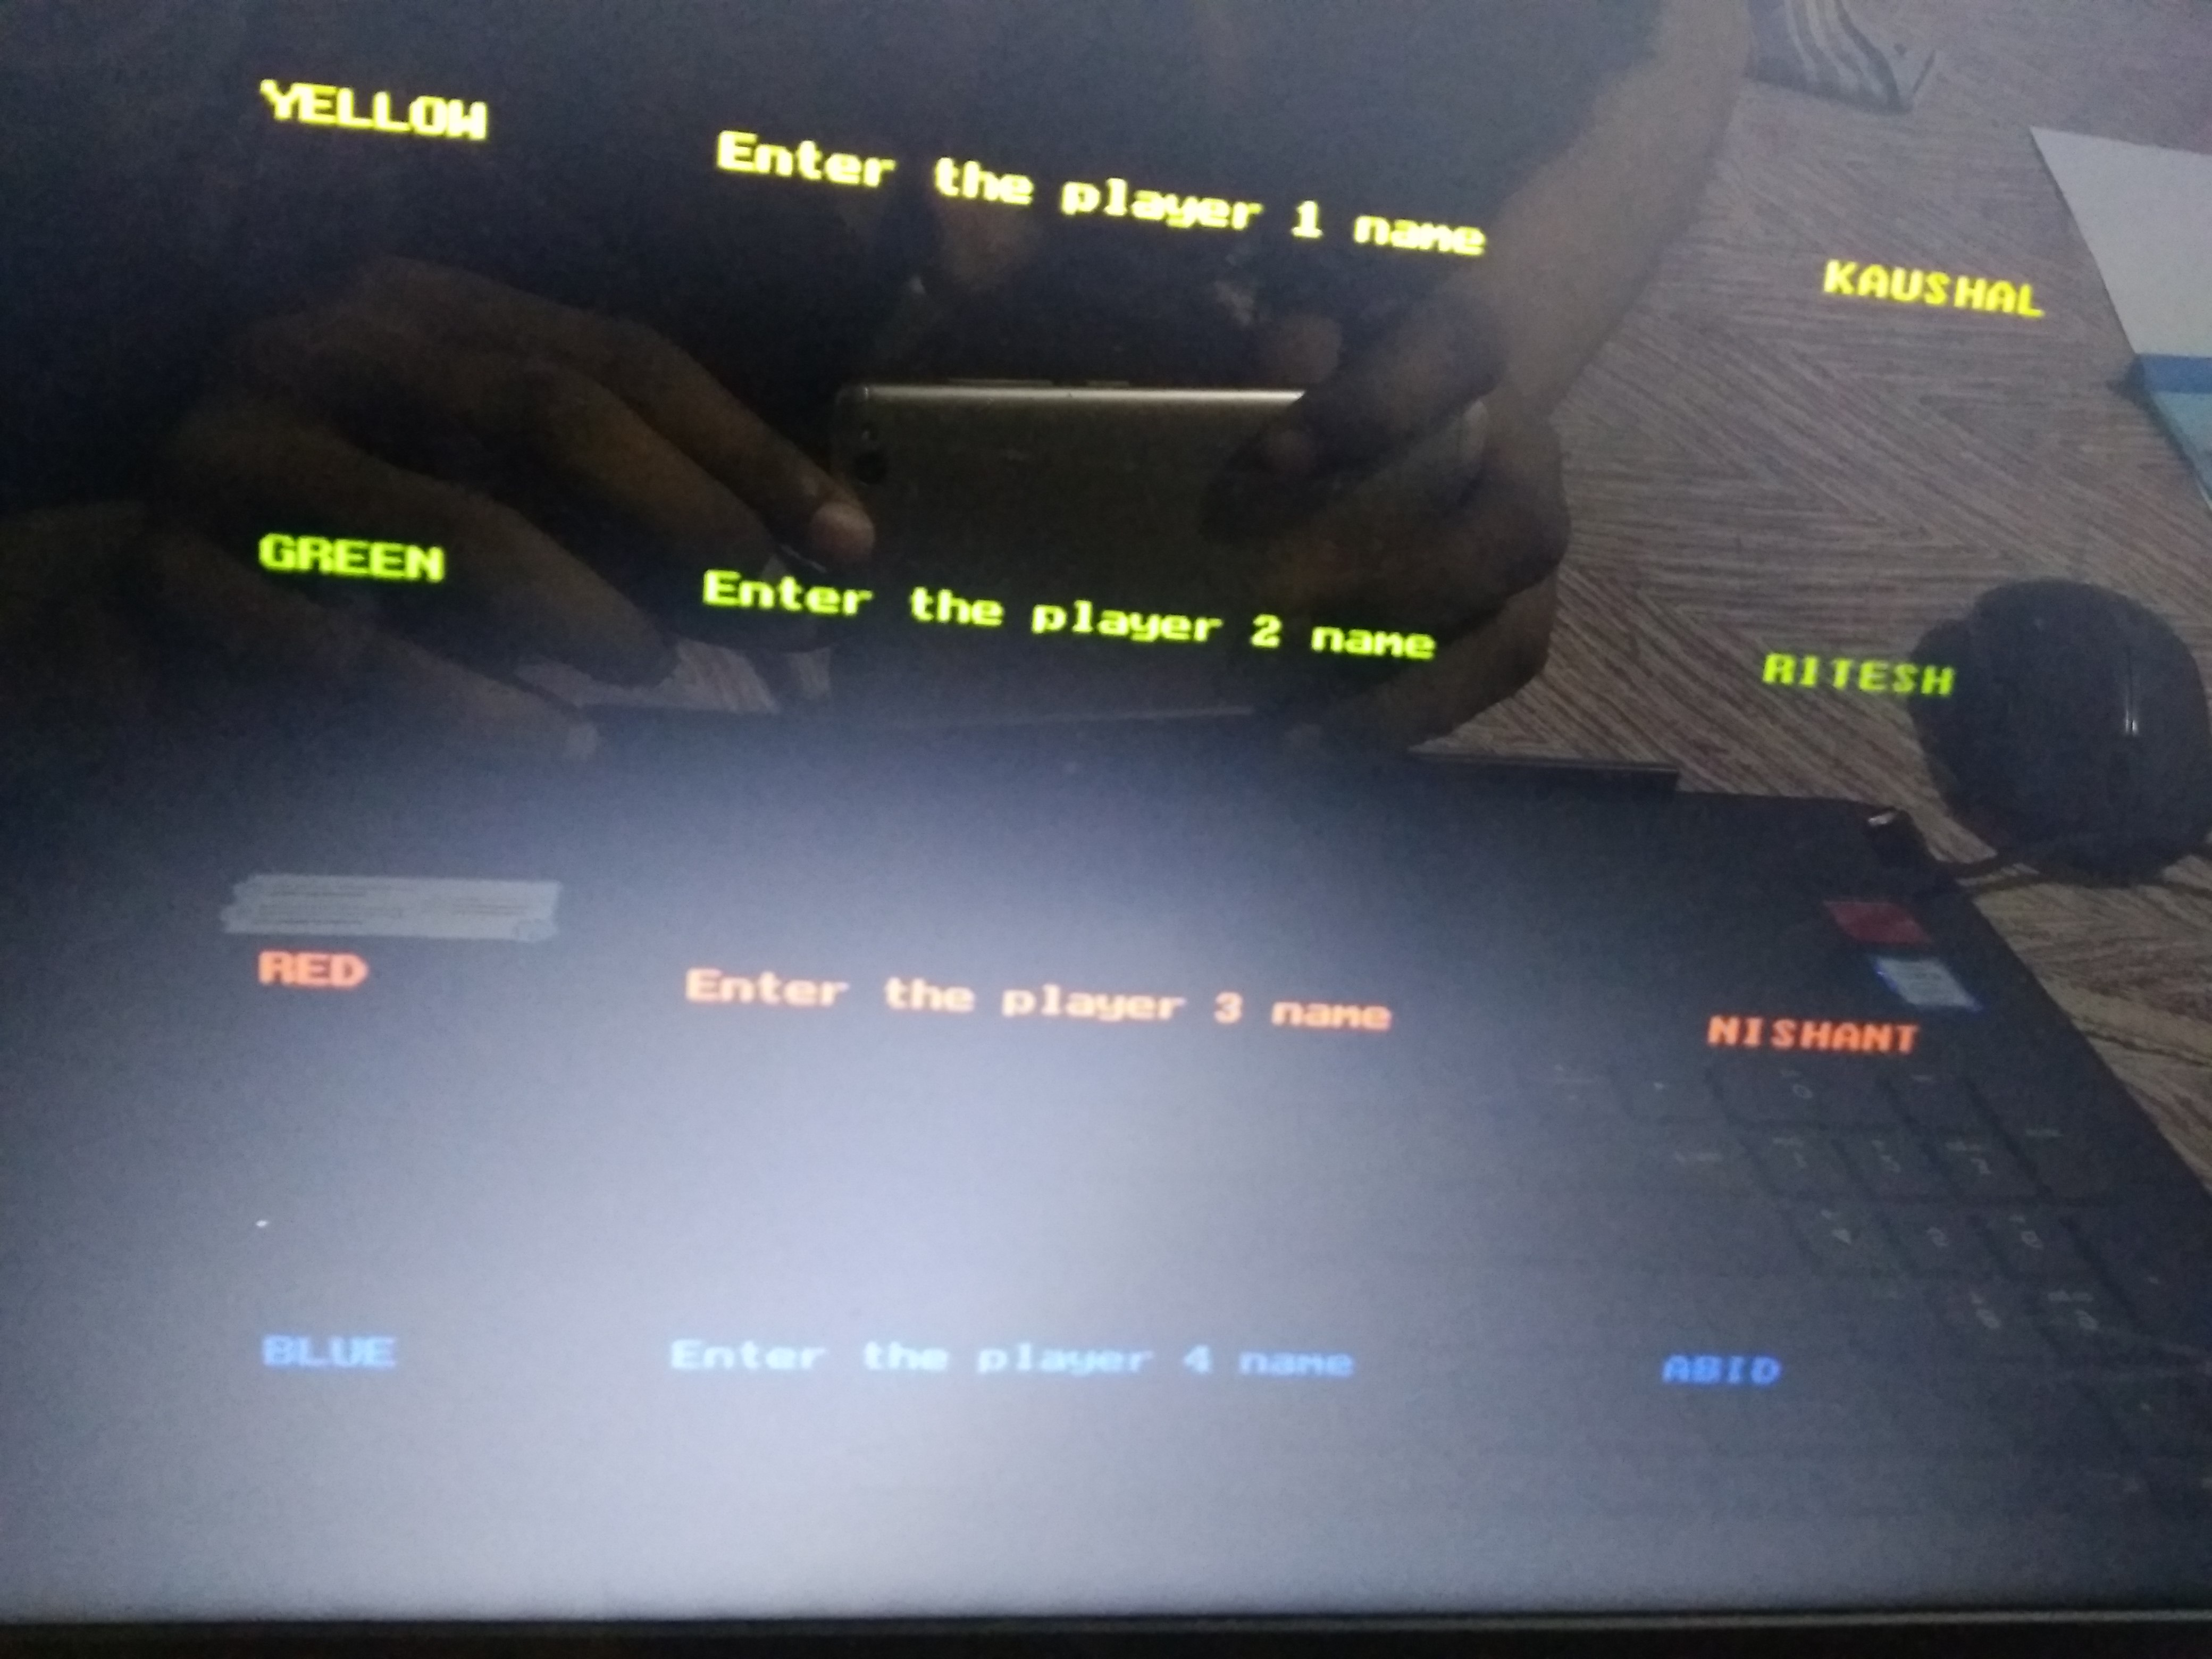 YELLOW Enter the player 1 name KAUSHAL
GREEN Enter the player 2 name RITESH
RED Enter the player 3 name NISHANT
BLUE Enter the player 4 name ABID